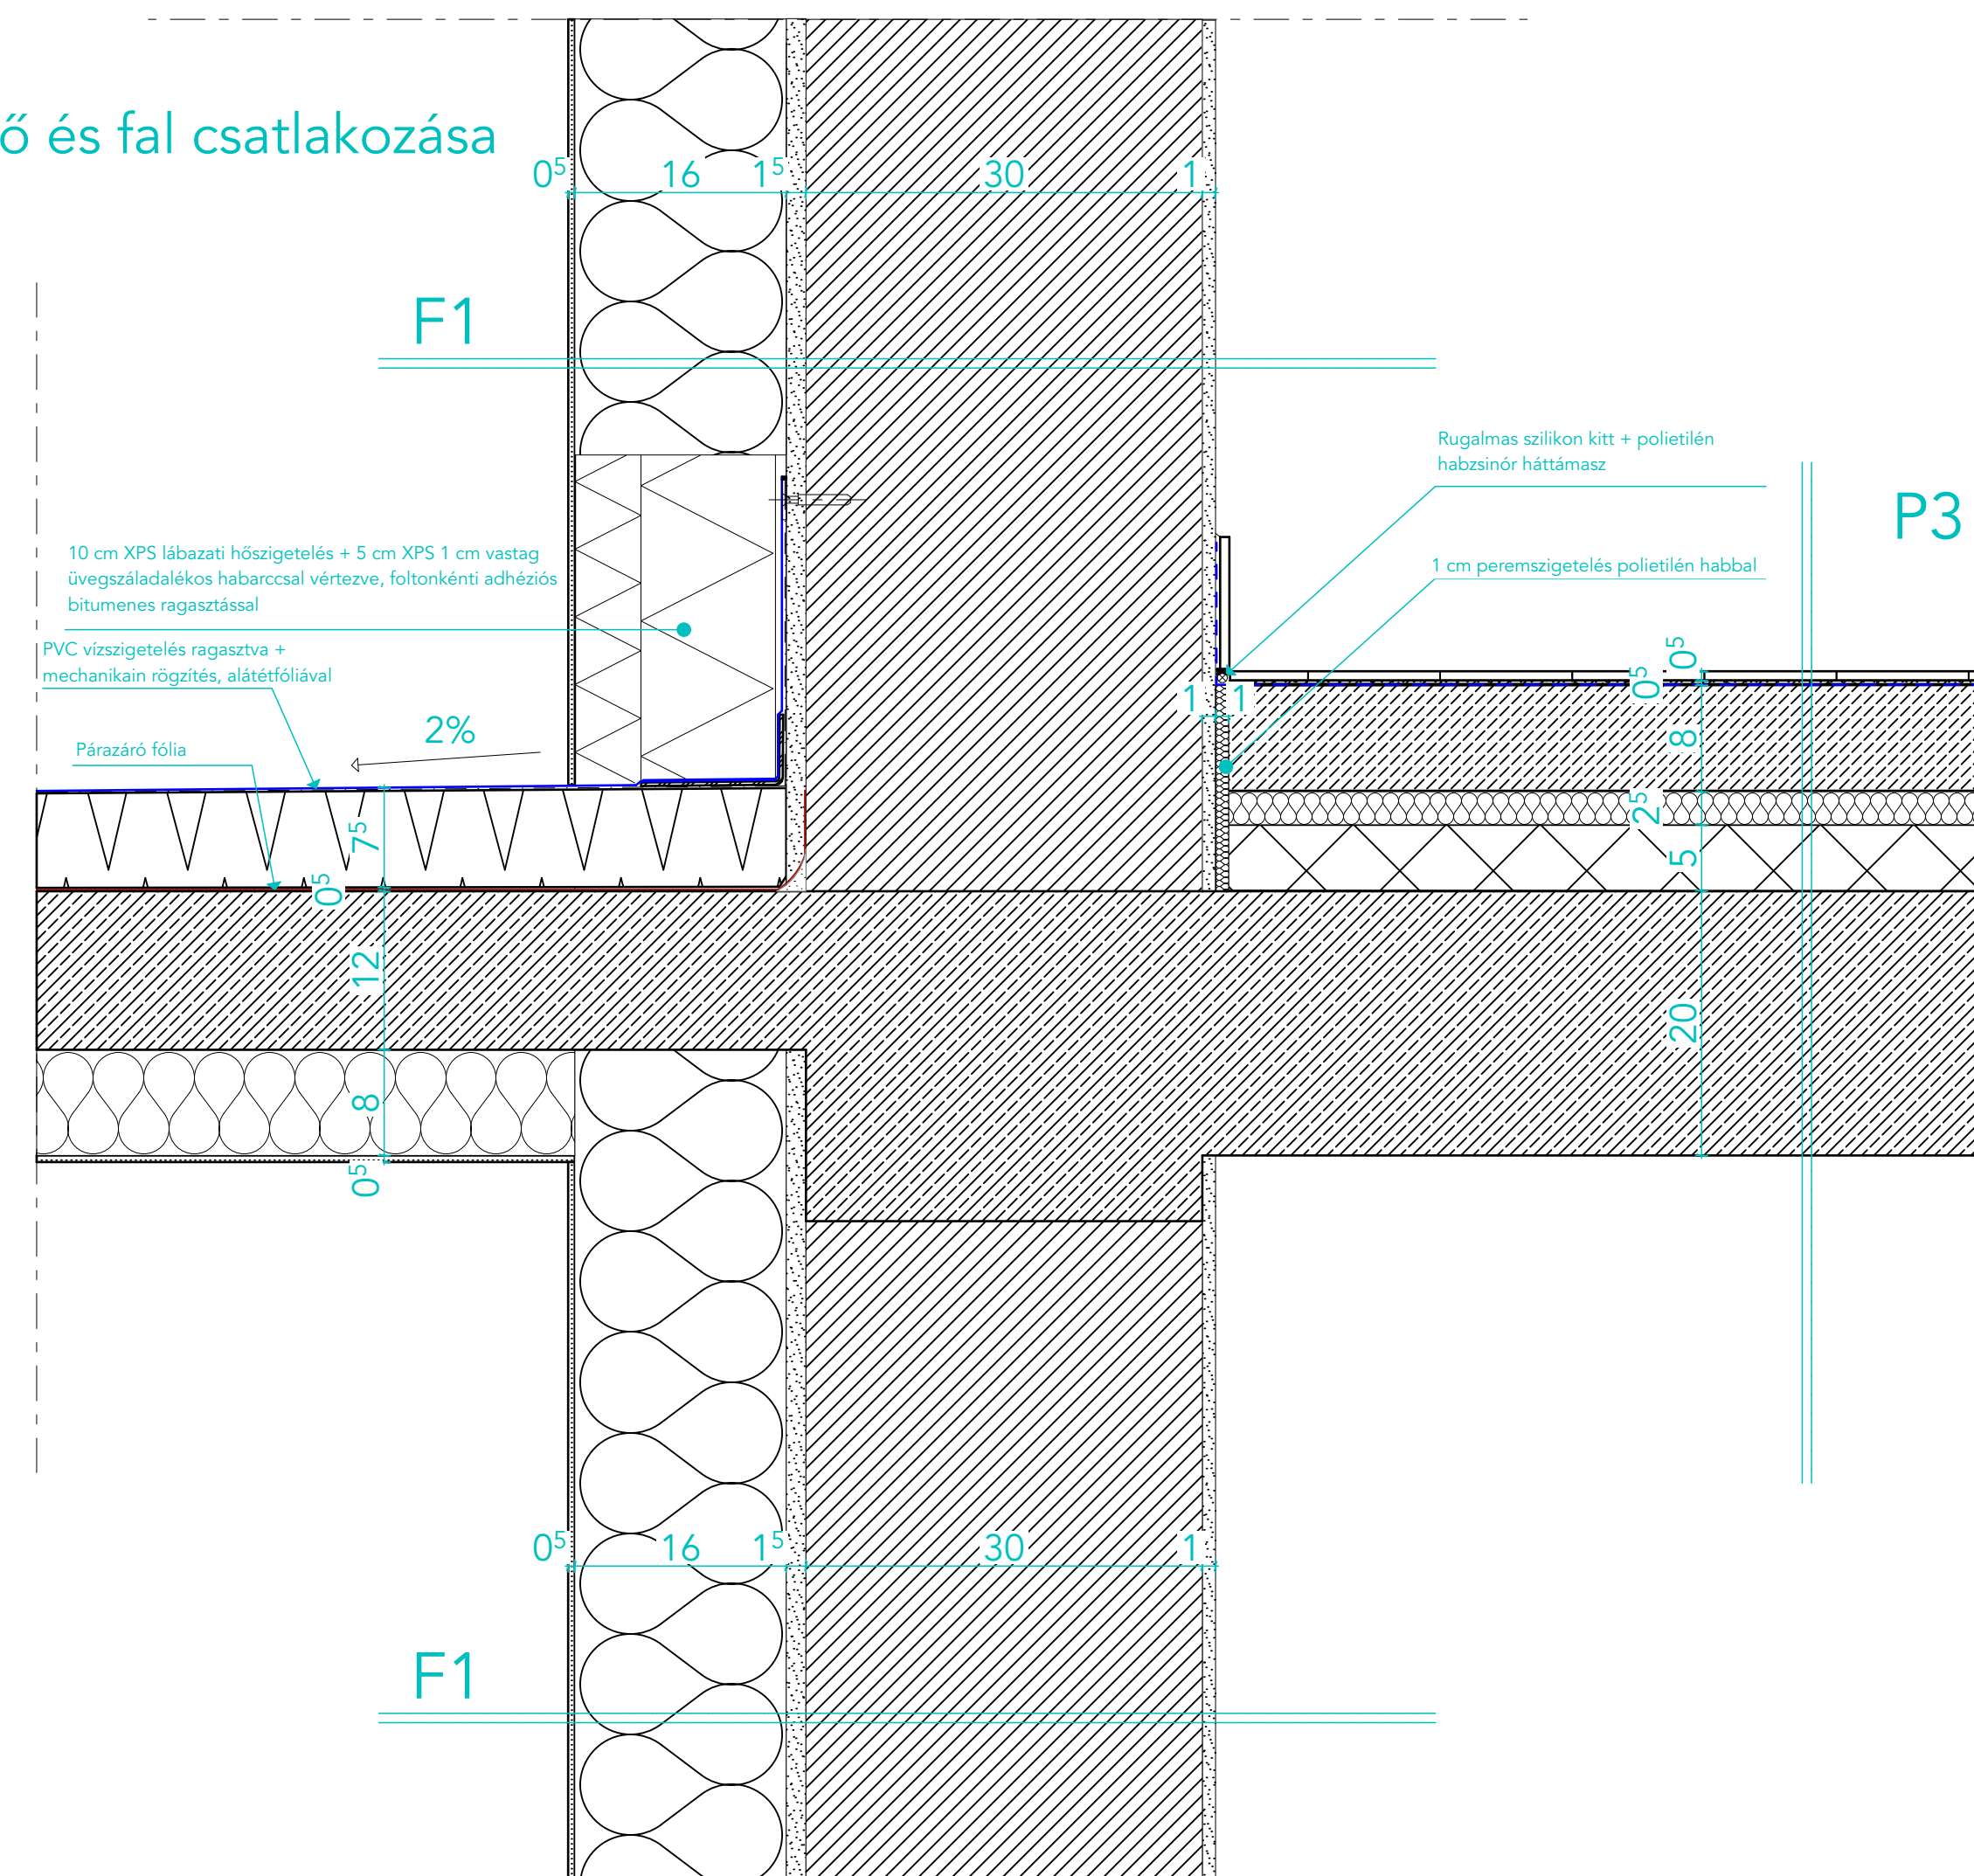 ő és fal csatlakozása
0⁵ 16 1⁵ 30 1
F1
Rugalmas szilikon kitt + polietilén
habzsinór háttámasz
P3
10 cm XPS lábazati hőszigetelés + 5 cm XPS 1 cm vastag
üvegszáladalékos habarccsal vértezve, foltonkénti adhéziós
bitumenes ragasztással
1 cm peremszigetelés polietilén habbal
PVC vízszigetelés ragasztva +
mechanikain rögzítés, alátétfóliával
2%
Párazáró fólia
1 1
0⁵
0⁵
8
2⁵
5
20
7⁵
0⁵
12
8
0⁵
0⁵ 16 1⁵ 30 1
F1